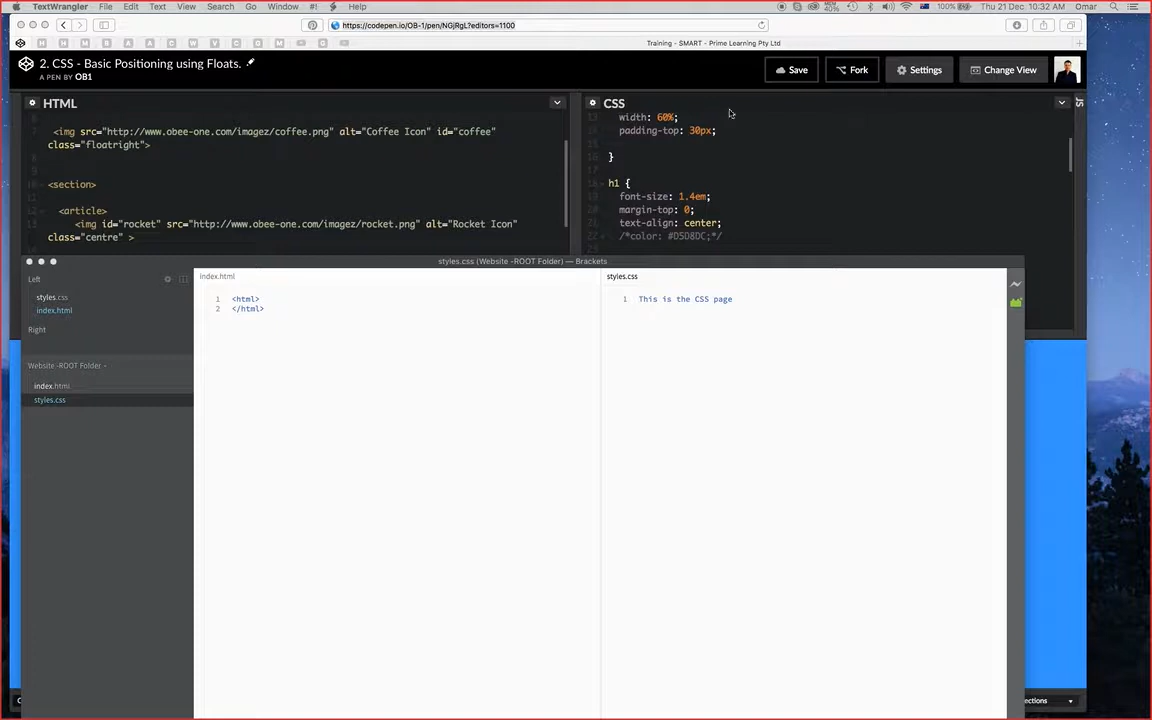 TextWrangler File Edit Text View Search Go Window #! Help
100% Thu 21 Dec 10:32 AM Omar
https://codepen.io/OB-1/pen/NGjRgL?editors=1100
Training - SMART - Prime Learning Pty Ltd
2. CSS - Basic Positioning using Floats.
A PEN BY OB1
Save Fork Settings Change View
HTML
<img src="http://www.obee-one.com/imagez/coffee.png" alt="Coffee Icon" id="coffee"
class="floatright">
<section>
<article>
<img id="rocket" src="http://www.obee-one.com/imagez/rocket.png" alt="Rocket Icon"
class="centre" >
CSS
JS
width: 60%;
padding-top: 30px;
16 }
h1 {
font-size: 1.4em;
margin-top: 0;
text-align: center;
/*color: #D5D8DC;*/
styles.css (Website -ROOT Folder) — Brackets
Left
styles.css
index.html
Right
Website -ROOT Folder -
index.html
styles.css
index.html
1 <html>
2 </html>
styles.css
1 This is the CSS page